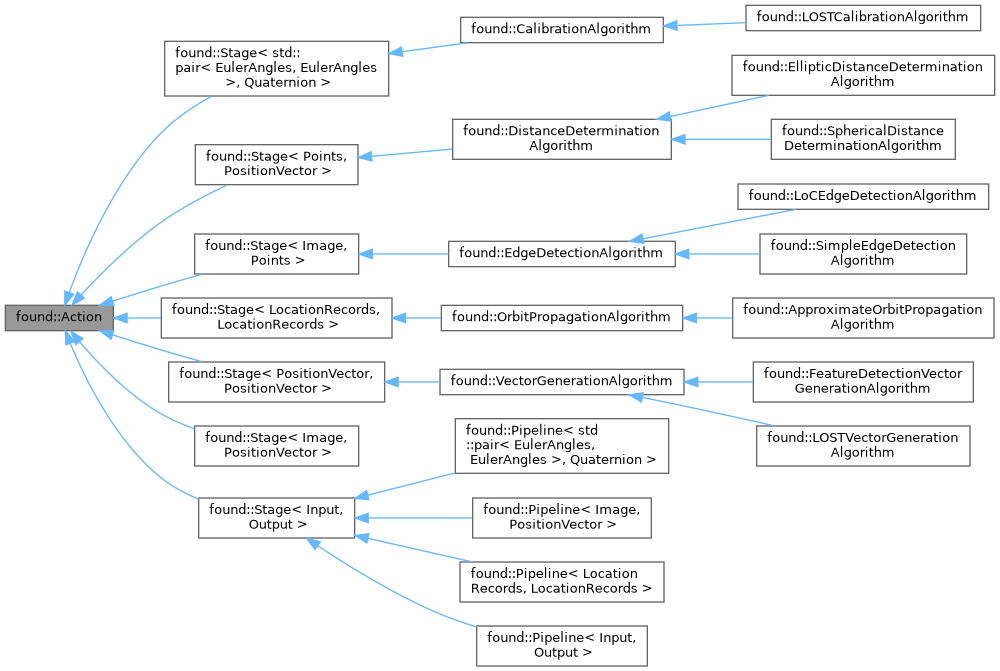 found::Action
found::Stage< std::
pair< EulerAngles, EulerAngles
>, Quaternion >
found::CalibrationAlgorithm
found::LOSTCalibrationAlgorithm
found::Stage< Points,
PositionVector >
found::DistanceDetermination
Algorithm
found::EllipticDistanceDetermination
Algorithm
found::SphericalDistance
DeterminationAlgorithm
found::Stage< Image,
Points >
found::EdgeDetectionAlgorithm
found::LoCEdgeDetectionAlgorithm
found::SimpleEdgeDetection
Algorithm
found::Stage< LocationRecords,
LocationRecords >
found::OrbitPropagationAlgorithm
found::ApproximateOrbitPropagation
Algorithm
found::Stage< PositionVector,
PositionVector >
found::VectorGenerationAlgorithm
found::FeatureDetectionVector
GenerationAlgorithm
found::LOSTVectorGeneration
Algorithm
found::Stage< Image,
PositionVector >
found::Stage< Input,
Output >
found::Pipeline< std
::pair< EulerAngles,
EulerAngles >, Quaternion >
found::Pipeline< Image,
PositionVector >
found::Pipeline< Location
Records, LocationRecords >
found::Pipeline< Input,
Output >